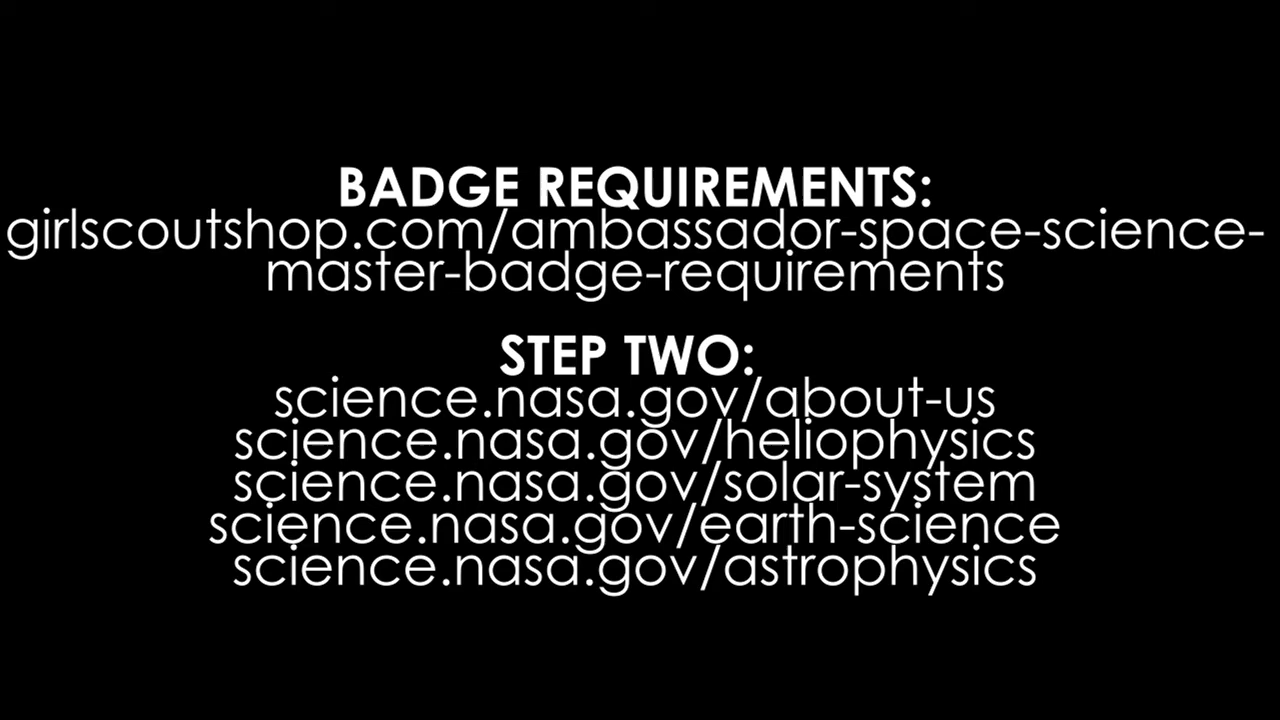 BADGE REQUIREMENTS:
girlscoutshop.com/ambassador-space-science-
master-badge-requirements
STEP TWO:
science.nasa.gov/about-us
science.nasa.gov/heliophysics
science.nasa.gov/solar-system
science.nasa.gov/earth-science
science.nasa.gov/astrophysics